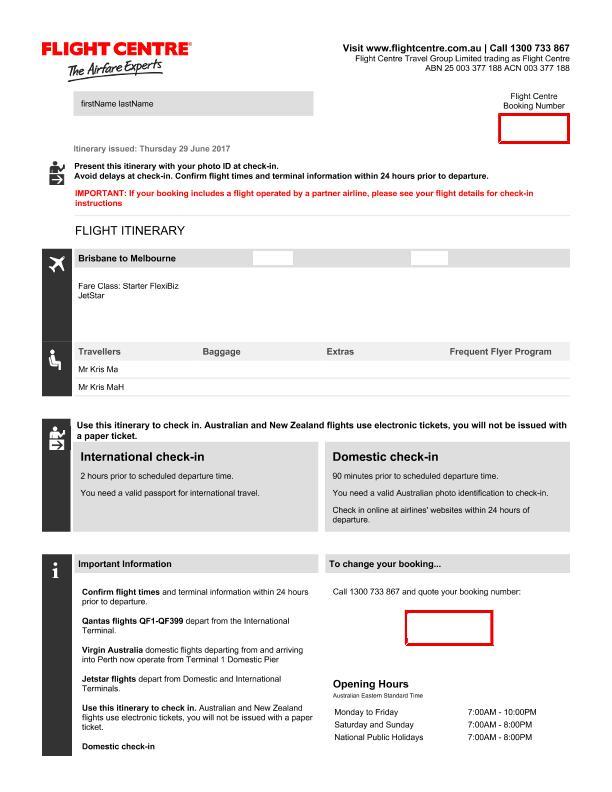 FLIGHT CENTRE
The Airfare Experts
Visit www.flightcentre.com.au | Call 1300 733 867
Flight Centre Travel Group Limited trading as Flight Centre
ABN 25 003 377 188 ACN 003 377 188
firstName lastName
Flight Centre
Booking Number
Itinerary issued: Thursday 29 June 2017
Present this itinerary with your photo ID at check-in.
Avoid delays at check-in. Confirm flight times and terminal information within 24 hours prior to departure.
IMPORTANT: If your booking includes a flight operated by a partner airline, please see your flight details for check-in
instructions
FLIGHT ITINERARY
Brisbane to Melbourne
Fare Class: Starter FlexiBiz
JetStar
Travellers Baggage Extras Frequent Flyer Program
Mr Kris Ma
Mr Kris MaH
Use this itinerary to check in. Australian and New Zealand flights use electronic tickets, you will not be issued with
a paper ticket.
International check-in
2 hours prior to scheduled departure time.
You need a valid passport for international travel.
Domestic check-in
90 minutes prior to scheduled departure time.
You need a valid Australian photo identification to check-in.
Check in online at airlines' websites within 24 hours of
departure.
Important Information
Confirm flight times and terminal information within 24 hours
prior to departure.
Qantas flights QF1-QF399 depart from the International
Terminal.
Virgin Australia domestic flights departing from and arriving
into Perth now operate from Terminal 1 Domestic Pier
Jetstar flights depart from Domestic and International
Terminals.
Use this itinerary to check in. Australian and New Zealand
flights use electronic tickets, you will not be issued with a paper
ticket.
Domestic check-in
To change your booking...
Call 1300 733 867 and quote your booking number:
Opening Hours
Australian Eastern Standard Time
Monday to Friday 7:00AM - 10:00PM
Saturday and Sunday 7:00AM - 8:00PM
National Public Holidays 7:00AM - 8:00PM